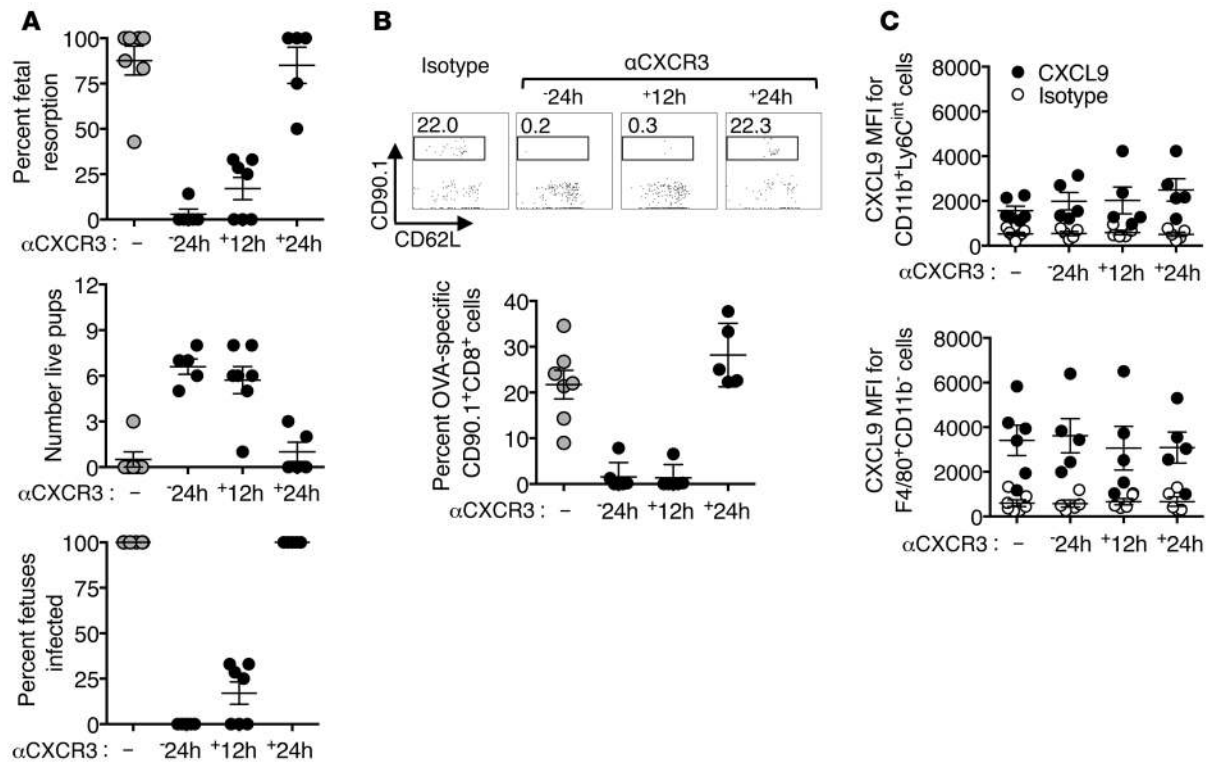 A
Percent fetal
resorption
100
75
50
25
0
αCXCR3 : – -24h +12h +24h
Number live pups
12
9
6
3
0
αCXCR3 : – -24h +12h +24h
Percent fetuses
infected
100
75
50
25
0
αCXCR3 : – -24h +12h +24h
B
Isotype
αCXCR3
-24h +12h +24h
22.0 0.2 0.3 22.3
CD90.1
CD62L
Percent OVA-specific
CD90.1+CD8+ cells
40
30
20
10
0
αCXCR3 : – -24h +12h +24h
C
CXCL9
Isotype
CXCL9 MFI for
CD11b+Ly6Cint cells
8000
6000
4000
2000
0
αCXCR3 : – -24h +12h +24h
CXCL9 MFI for
F4/80+CD11b- cells
8000
6000
4000
2000
0
αCXCR3 : – -24h +12h +24h